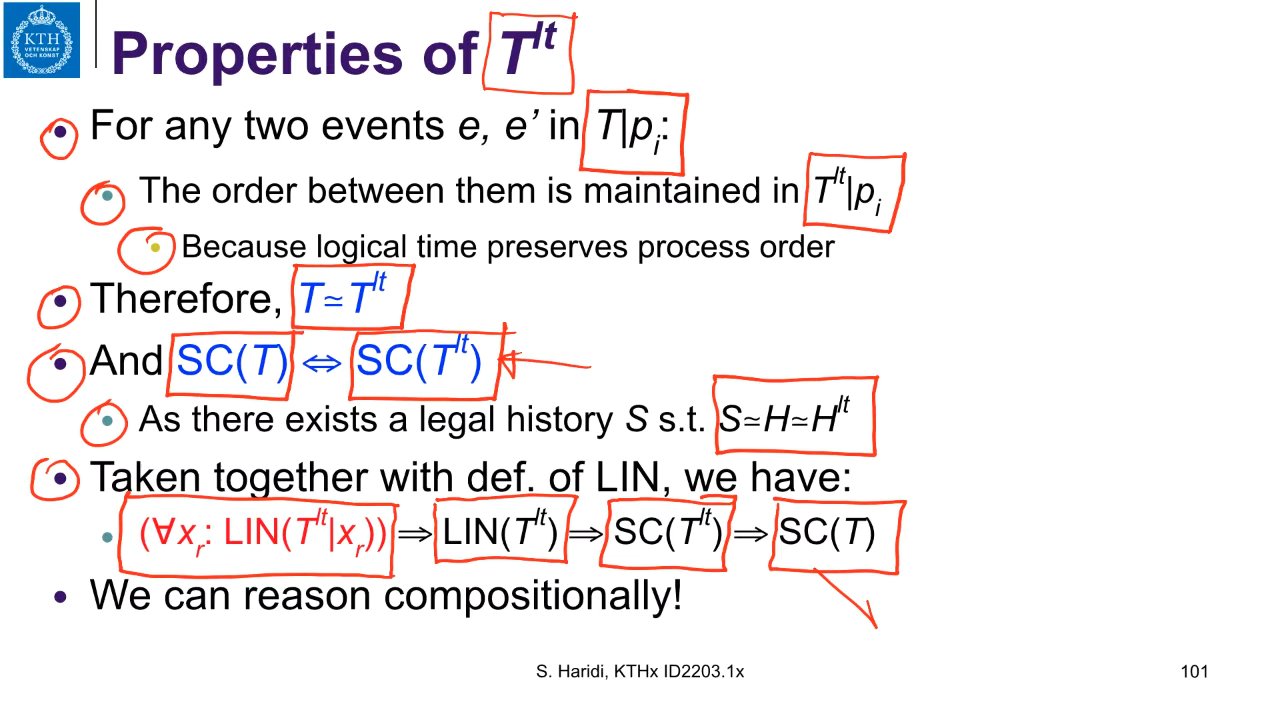 KTH
VETENSKAP
OCH KONST
Properties of T^lt
• For any two events e, e’ in T|p_i:
• The order between them is maintained in T^lt|p_i
• Because logical time preserves process order
• Therefore, T≃T^lt
• And SC(T) ⇔ SC(T^lt)
• As there exists a legal history S s.t. S≃H≃H^lt
• Taken together with def. of LIN, we have:
• (∀x_r: LIN(T^lt|x_r)) ⇒ LIN(T^lt) ⇒ SC(T^lt) ⇒ SC(T)
• We can reason compositionally!
S. Haridi, KTHx ID2203.1x
101